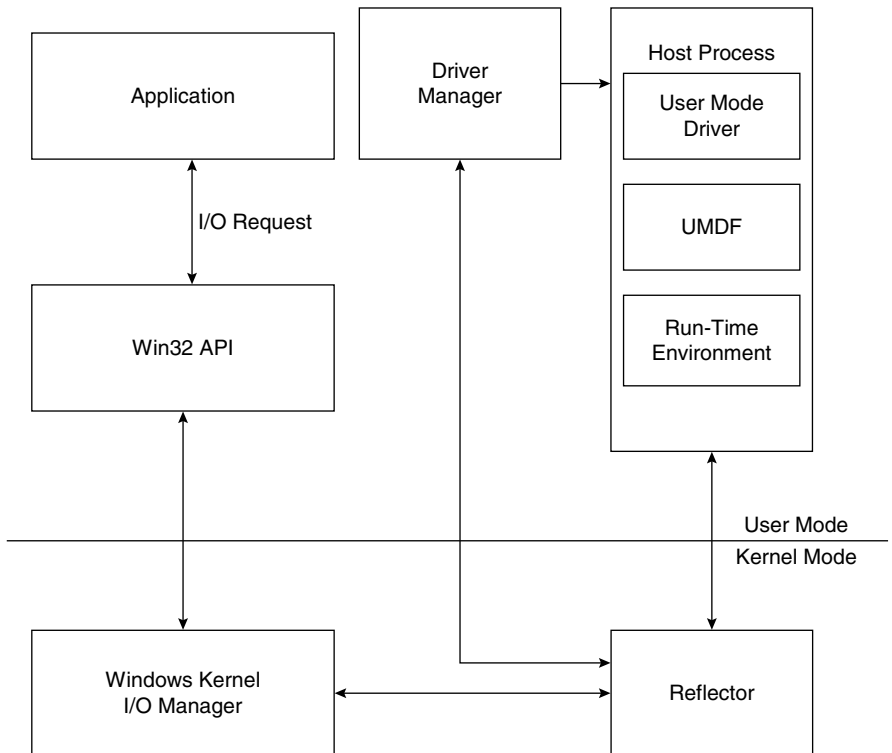 Application
I/O Request
Win32 API
Driver
Manager
Host Process
User Mode
Driver
UMDF
Run-Time
Environment
User Mode
Kernel Mode
Windows Kernel
I/O Manager
Reflector